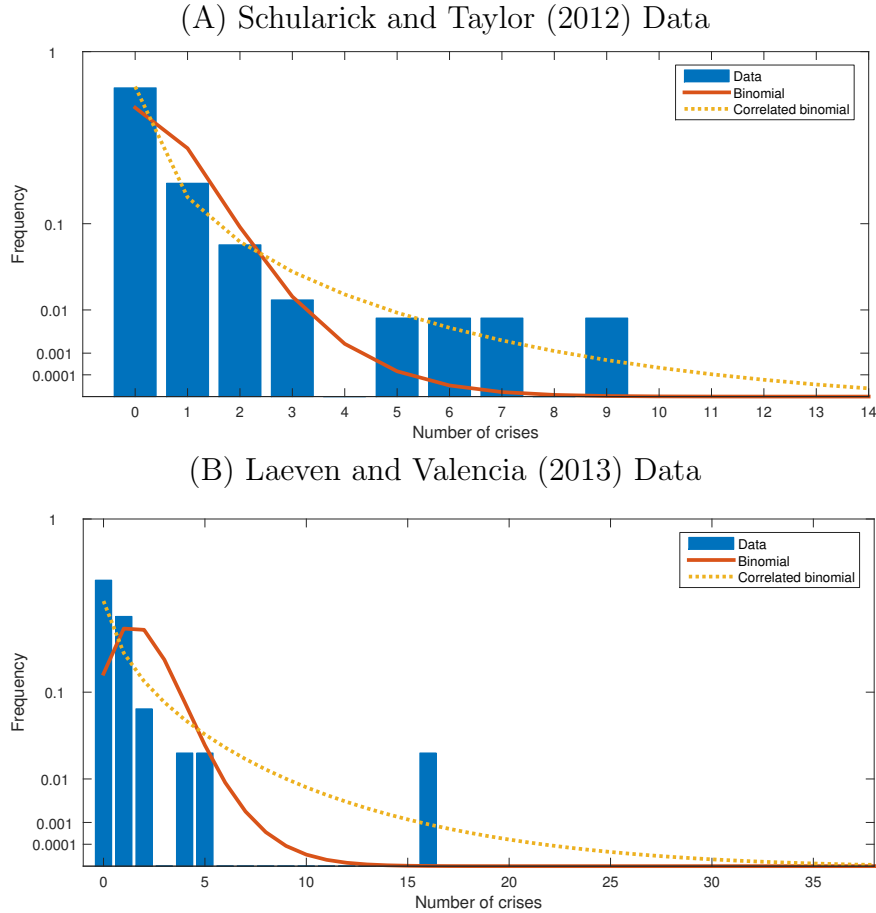 (A) Schularick and Taylor (2012) Data
1
0.1
0.01
0.001
0.0001
Frequency
Data
Binomial
Correlated binomial
0 1 2 3 4 5 6 7 8 9 10 11 12 13 14
Number of crises
(B) Laeven and Valencia (2013) Data
1
0.1
0.01
0.001
0.0001
Frequency
Data
Binomial
Correlated binomial
0 5 10 15 20 25 30 35
Number of crises